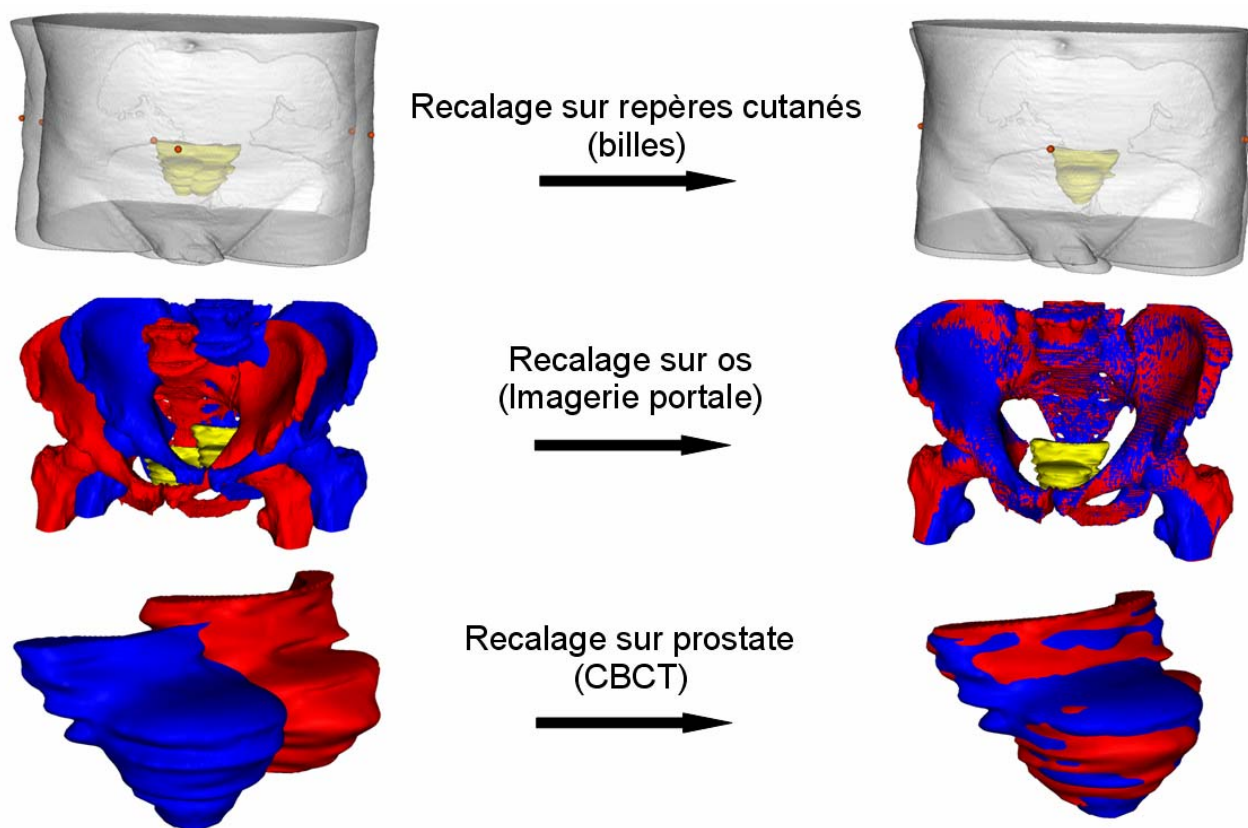 Recalage sur repères cutanés
(billes)
Recalage sur os
(Imagerie portale)
Recalage sur prostate
(CBCT)